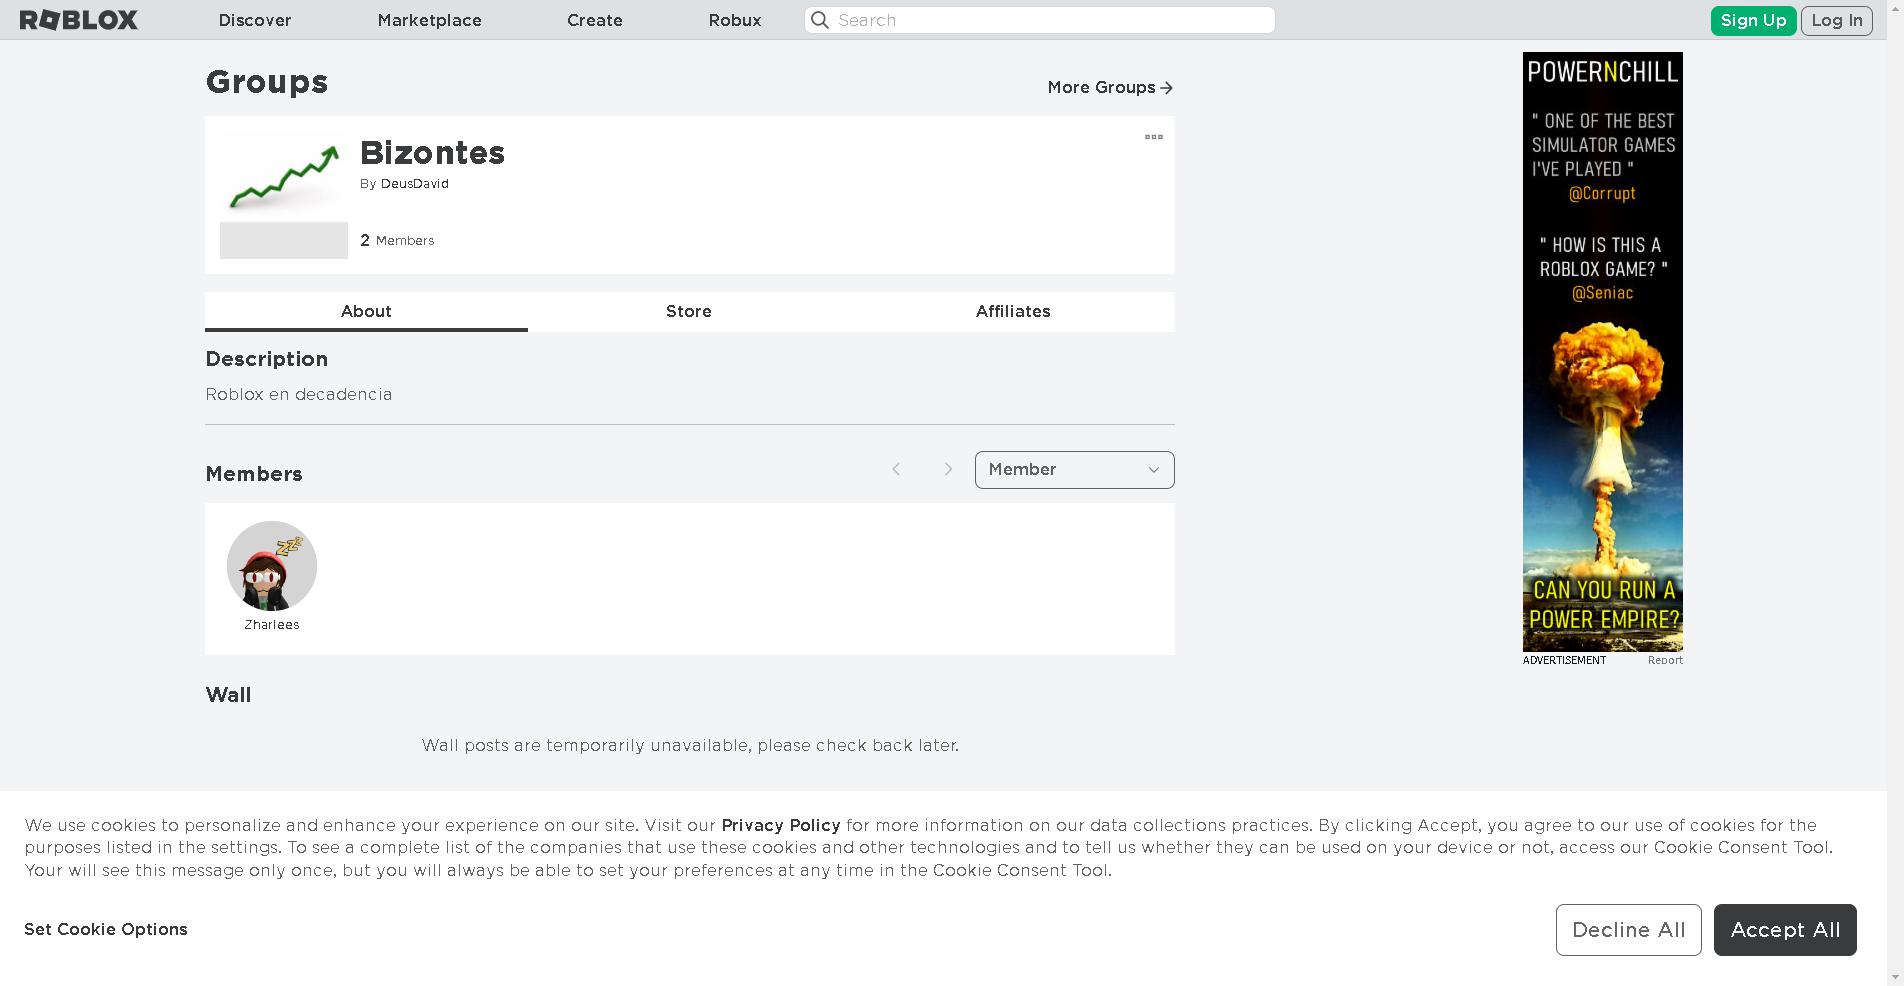 ROBLOX
Discover
Marketplace
Create
Robux
Search
Sign Up
Log In
Groups
More Groups
Bizontes
By DeusDavid
2 Members
About
Store
Affiliates
Description
Roblox en decadencia
Members
Member
Zharlees
Wall
Wall posts are temporarily unavailable, please check back later.
POWERNCHILL
" ONE OF THE BEST
SIMULATOR GAMES
I'VE PLAYED "
@Corrupt
" HOW IS THIS A
ROBLOX GAME? "
@Seniac
CAN YOU RUN A
POWER EMPIRE?
ADVERTISEMENT
Report
We use cookies to personalize and enhance your experience on our site. Visit our Privacy Policy for more information on our data collections practices. By clicking Accept, you agree to our use of cookies for the
purposes listed in the settings. To see a complete list of the companies that use these cookies and other technologies and to tell us whether they can be used on your device or not, access our Cookie Consent Tool.
Your will see this message only once, but you will always be able to set your preferences at any time in the Cookie Consent Tool.
Set Cookie Options
Decline All
Accept All